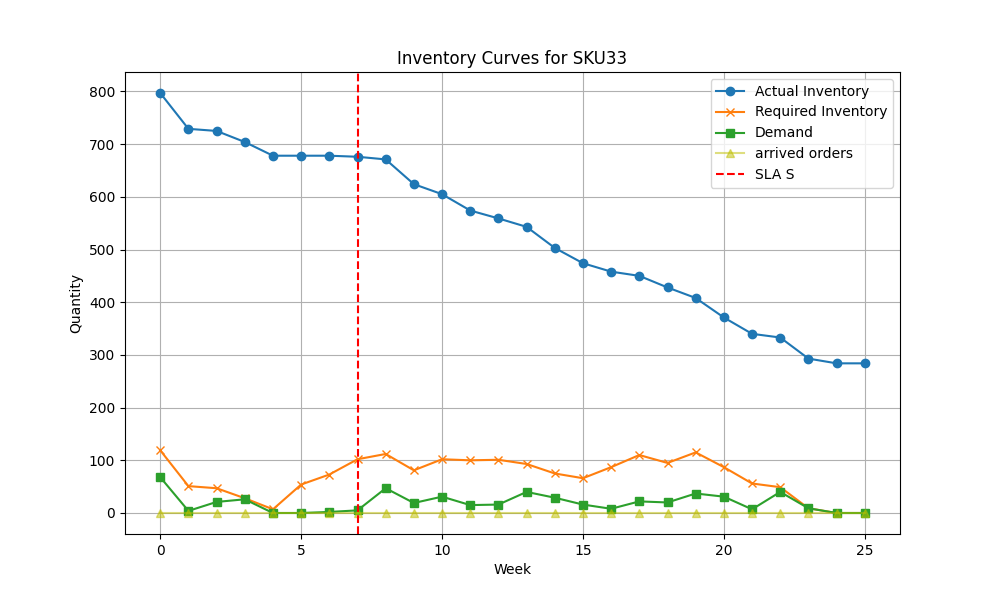 Inventory Curves for SKU33
Actual Inventory
Required Inventory
Demand
arrived orders
SLA S
800
700
600
500
400
300
200
100
0
Quantity
0 5 10 15 20 25
Week